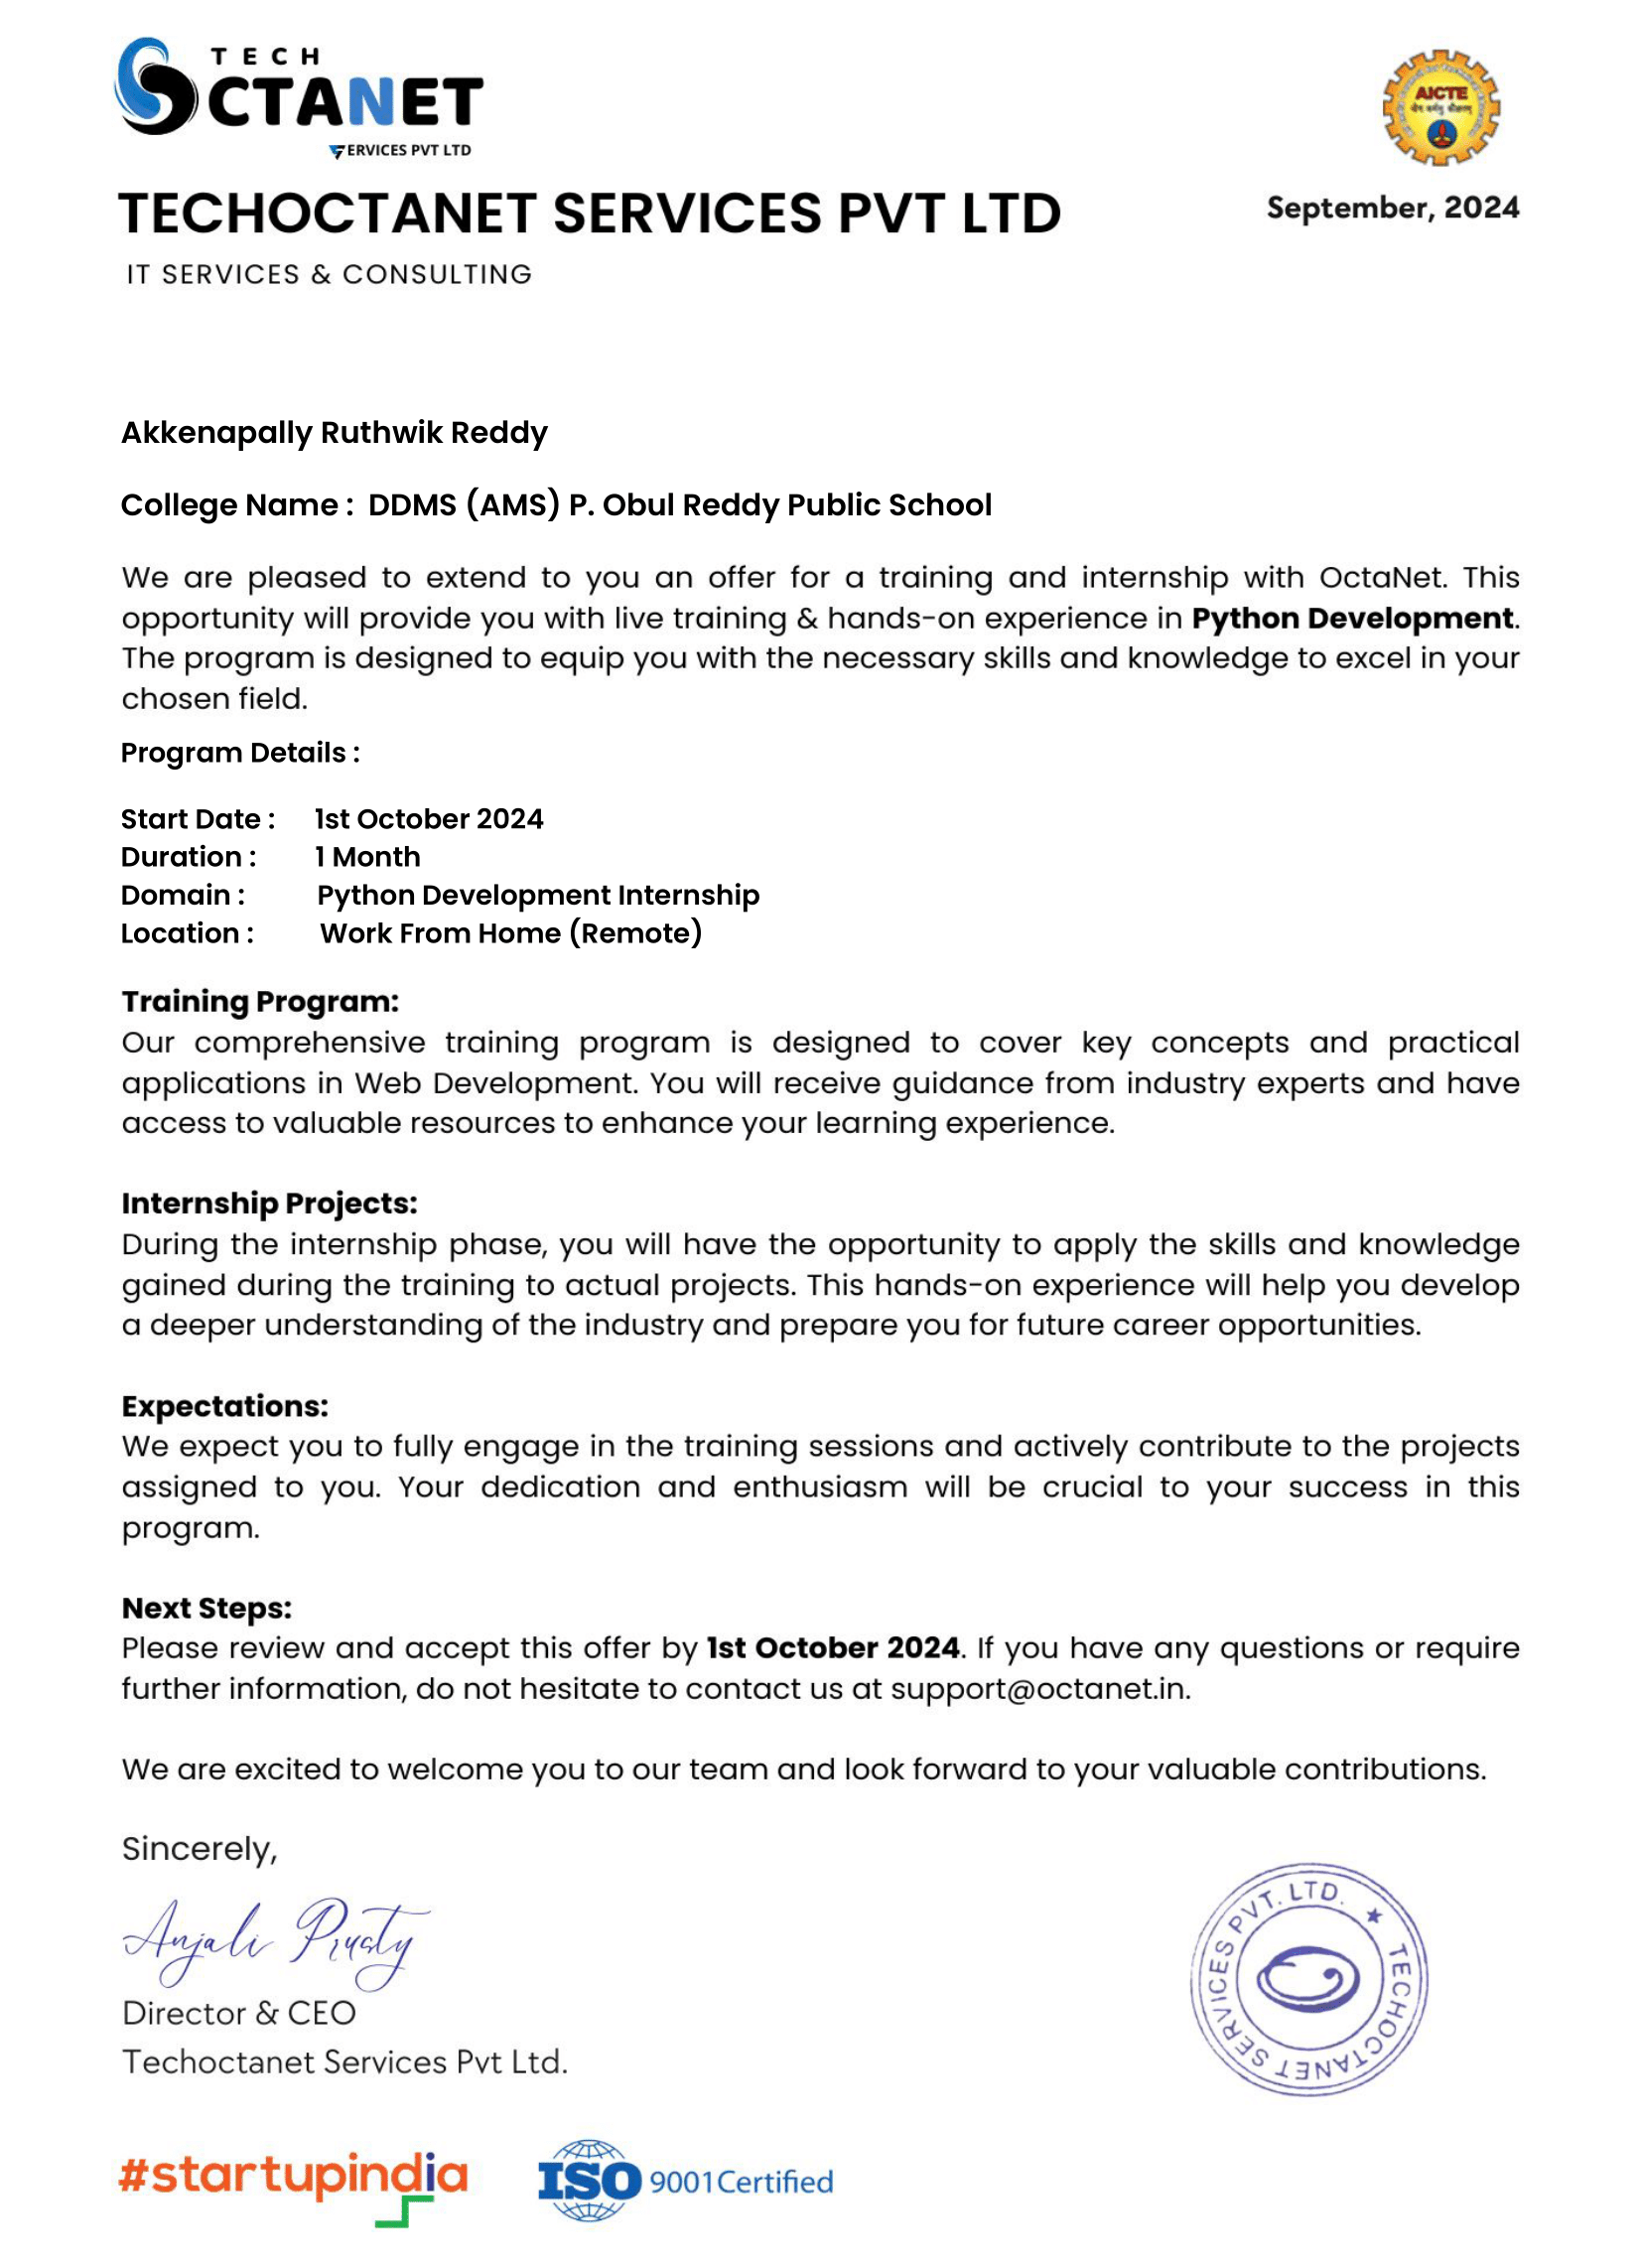 TECH
OCTANET
SERVICES PVT LTD
AICTE
TECHOCTANET SERVICES PVT LTD
September, 2024
IT SERVICES & CONSULTING
Akkenapally Ruthwik Reddy
College Name : DDMS (AMS) P. Obul Reddy Public School
We are pleased to extend to you an offer for a training and internship with OctaNet. This
opportunity will provide you with live training & hands-on experience in Python Development.
The program is designed to equip you with the necessary skills and knowledge to excel in your
chosen field.
Program Details :
Start Date : 1st October 2024
Duration : 1 Month
Domain : Python Development Internship
Location : Work From Home (Remote)
Training Program:
Our comprehensive training program is designed to cover key concepts and practical
applications in Web Development. You will receive guidance from industry experts and have
access to valuable resources to enhance your learning experience.
Internship Projects:
During the internship phase, you will have the opportunity to apply the skills and knowledge
gained during the training to actual projects. This hands-on experience will help you develop
a deeper understanding of the industry and prepare you for future career opportunities.
Expectations:
We expect you to fully engage in the training sessions and actively contribute to the projects
assigned to you. Your dedication and enthusiasm will be crucial to your success in this
program.
Next Steps:
Please review and accept this offer by 1st October 2024. If you have any questions or require
further information, do not hesitate to contact us at support@octanet.in.
We are excited to welcome you to our team and look forward to your valuable contributions.
Sincerely,
Anjali Prusty
Director & CEO
Techoctanet Services Pvt Ltd.
TECHOCTANET SERVICES PVT. LTD. ★
#startupindia
ISO 9001 Certified